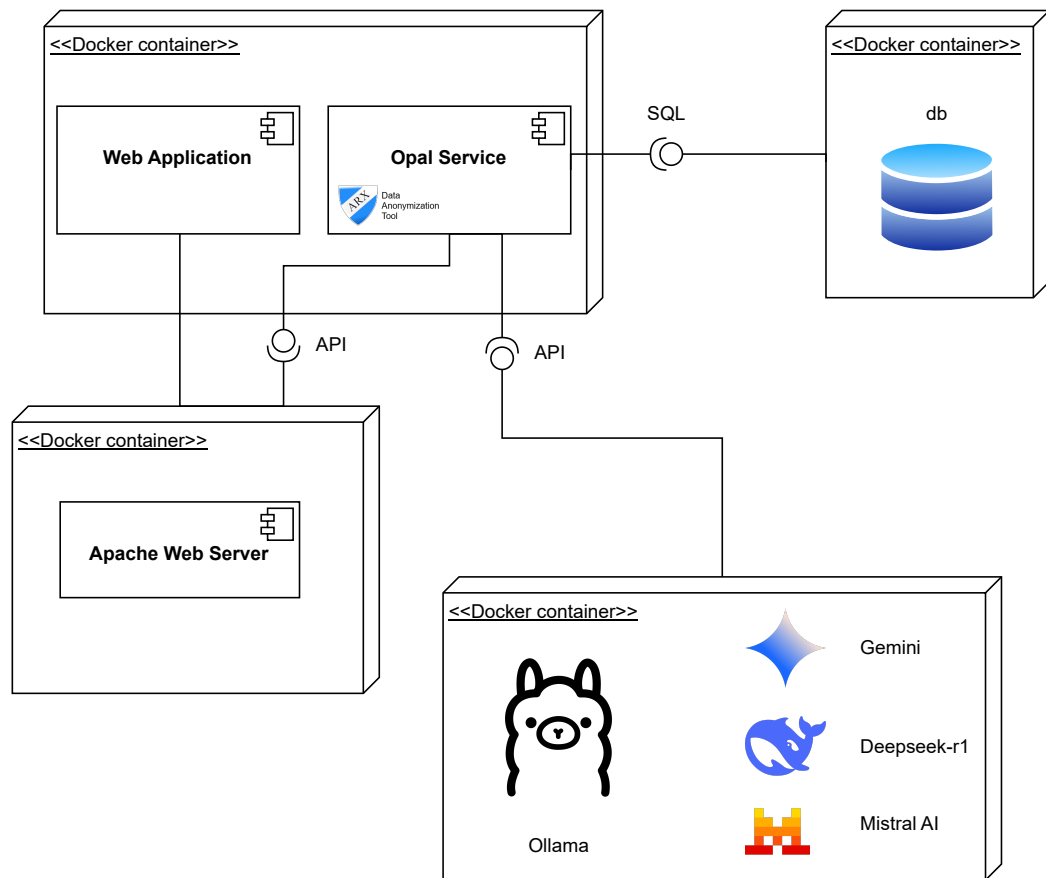 <<Docker container>>
Web Application
Opal Service
ARX
Data
Anonymization
Tool
SQL
<<Docker container>>
db
API
API
<<Docker container>>
Apache Web Server
<<Docker container>>
Gemini
Deepseek-r1
Mistral AI
Ollama